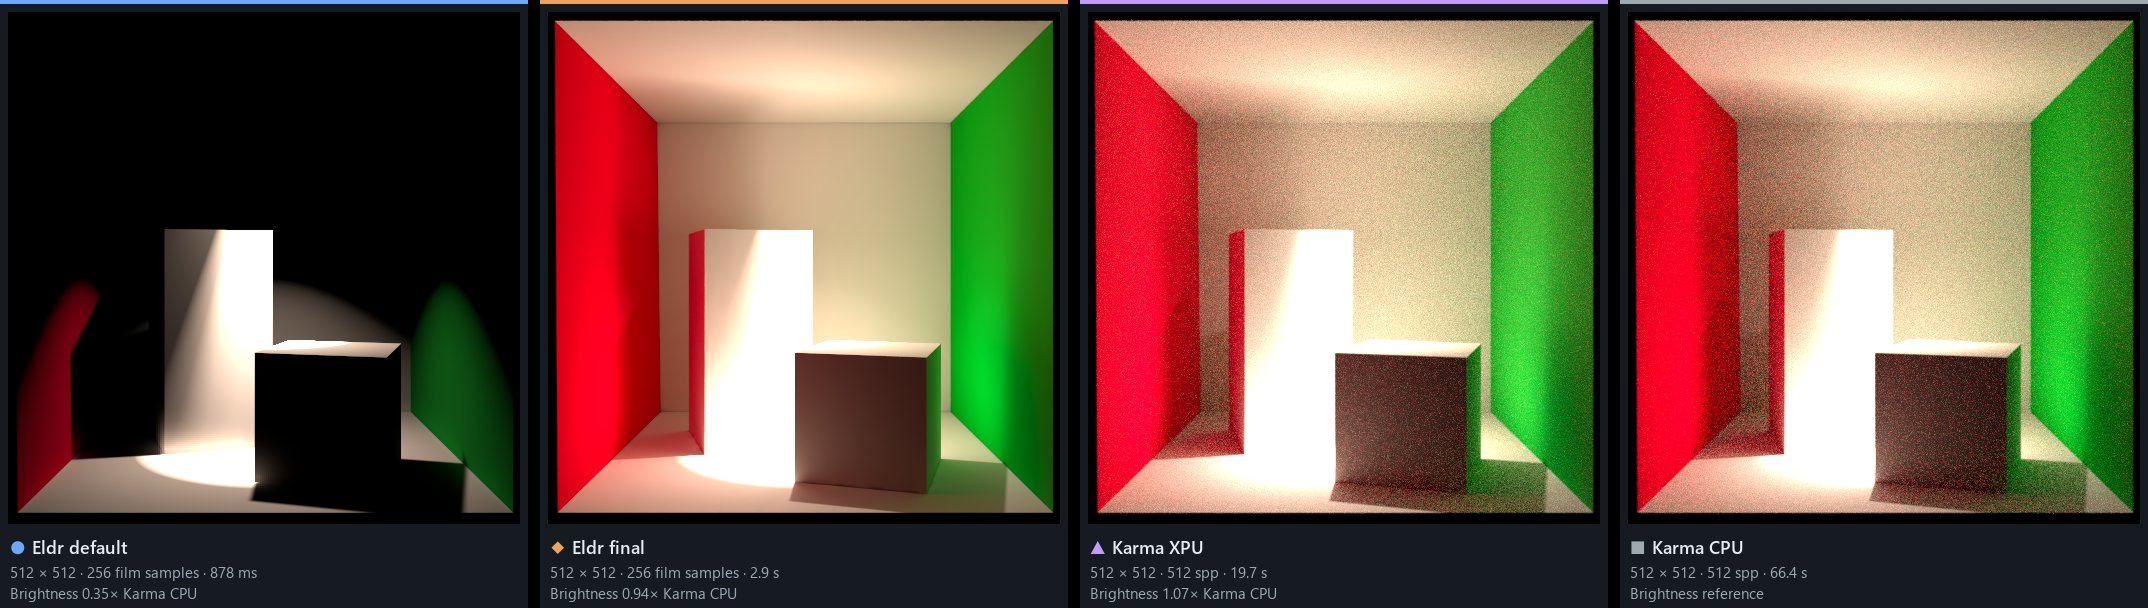 Eldr default
512 × 512 · 256 film samples · 878 ms
Brightness 0.35× Karma CPU
Eldr final
512 × 512 · 256 film samples · 2.9 s
Brightness 0.94× Karma CPU
Karma XPU
512 × 512 · 512 spp · 19.7 s
Brightness 1.07× Karma CPU
Karma CPU
512 × 512 · 512 spp · 66.4 s
Brightness reference